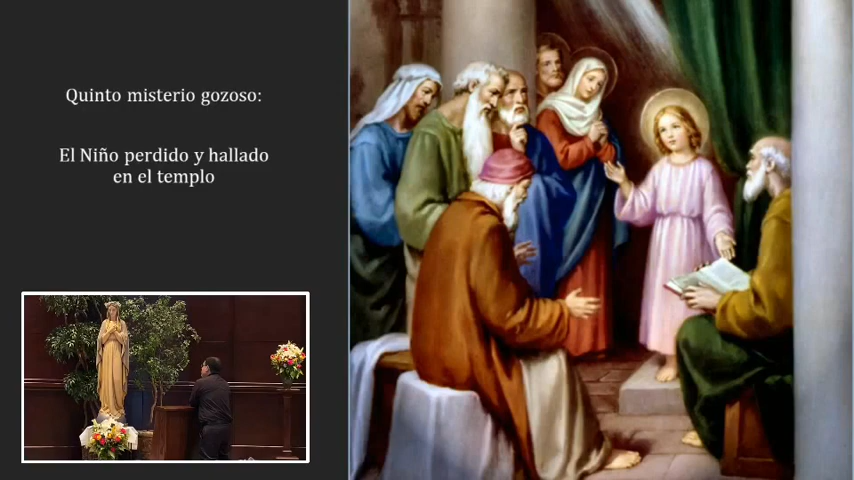 Quinto misterio gozoso:
El Niño perdido y hallado
en el templo